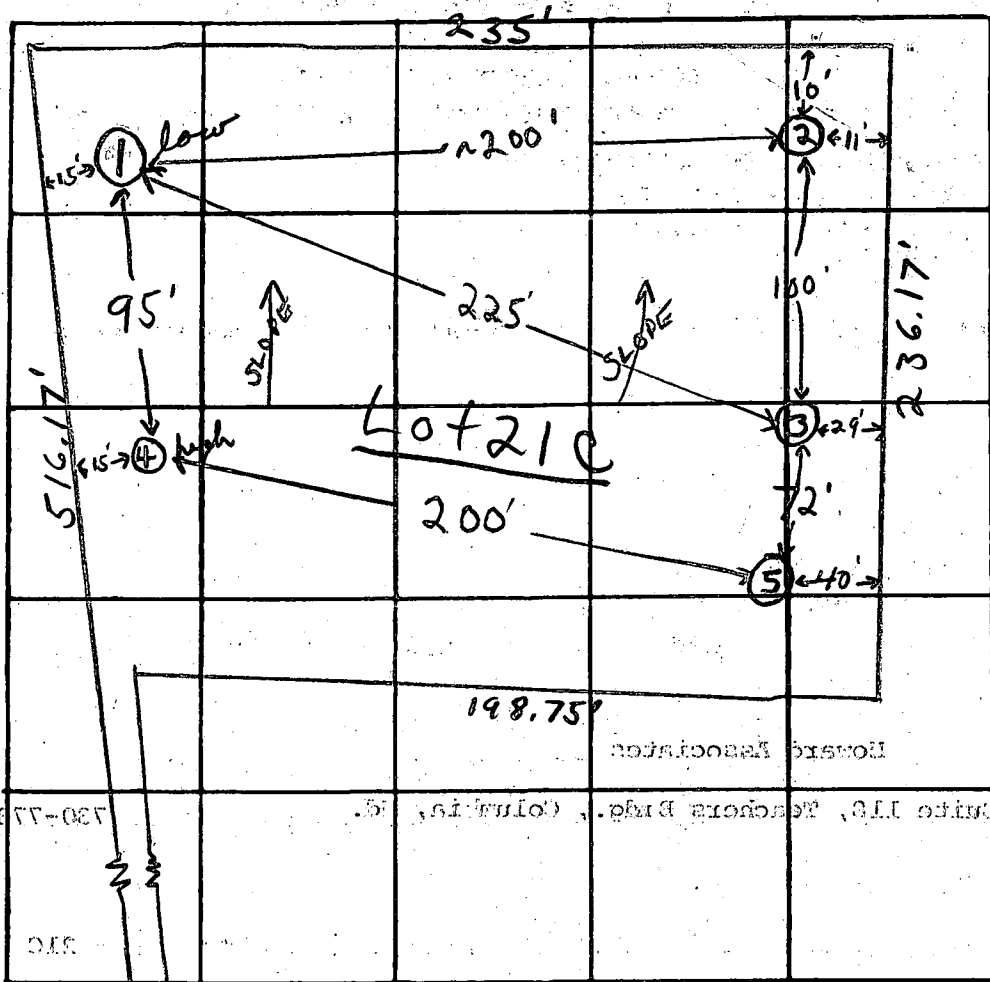 235'
10'
1 low
~200'
2
11'
15'
95'
225'
100'
236.17'
SLOPE
SLOPE
516.17'
Lot 21 C
3
29'
4 high
15'
200'
72'
5
40'
198.75'
Howard Associates
Suite 118, Teachers Bldg., Columbia, Md.
730-77
21C